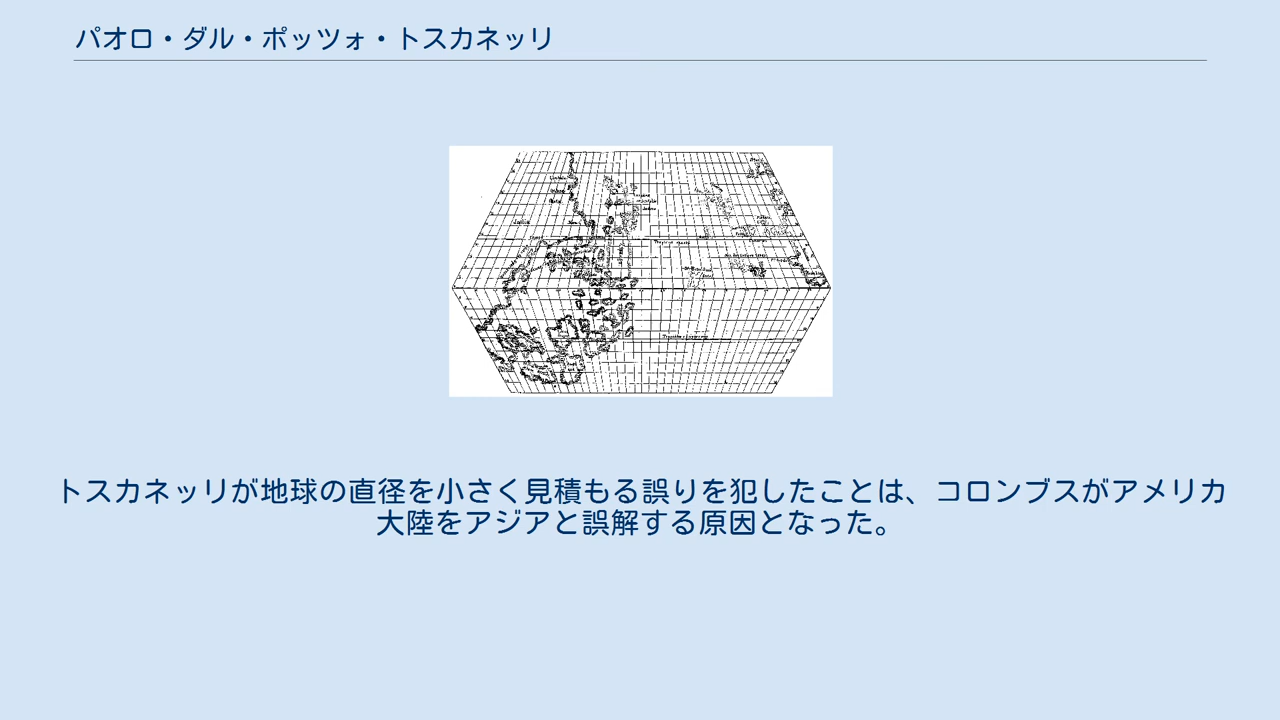 パオロ・ダル・ポッツォ・トスカネッリ
トスカネッリが地球の直径を小さく見積もる誤りを犯したことは、コロンブスがアメリカ
大陸をアジアと誤解する原因となった。